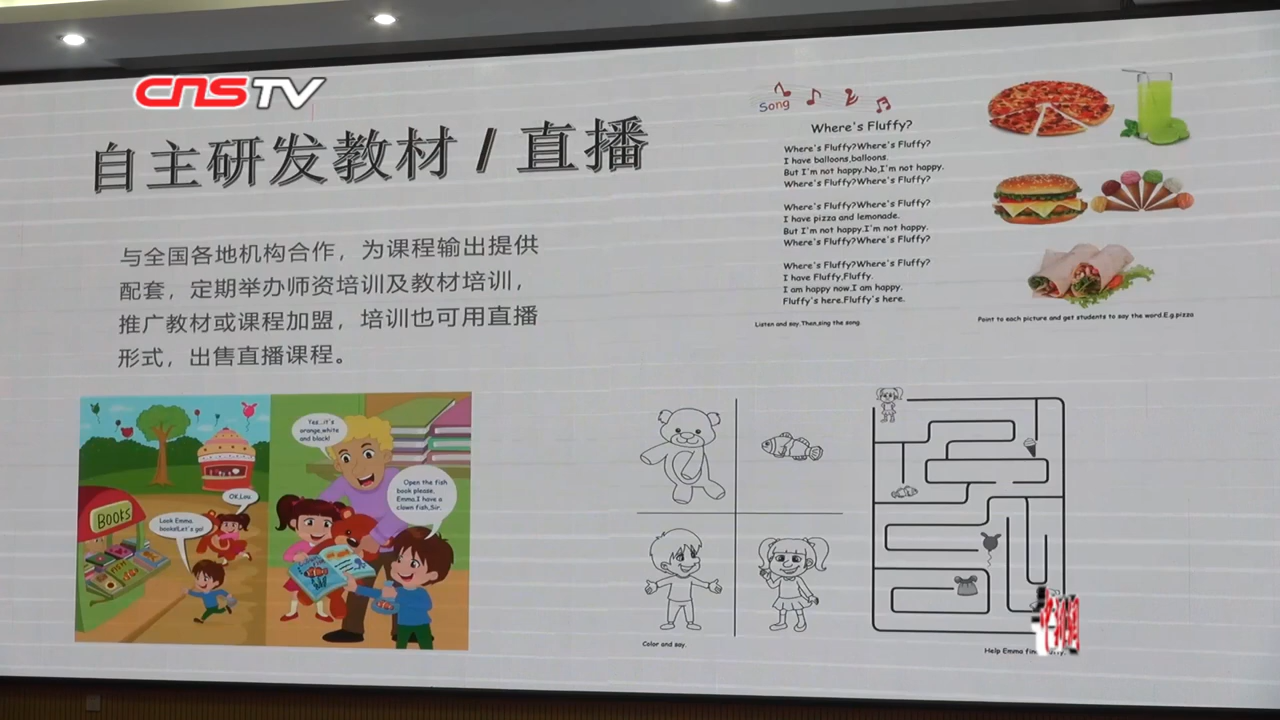 CNSTV
自主研发教材 / 直播
与全国各地机构合作，为课程输出提供
配套，定期举办师资培训及教材培训，
推广教材或课程加盟，培训也可用直播
形式，出售直播课程。
Song
Where's Fluffy?
Where's Fluffy?Where's Fluffy?
I have balloons,balloons.
But I'm not happy.No,I'm not happy.
Where's Fluffy?Where's Fluffy?
Where's Fluffy?Where's Fluffy?
I have pizza and lemonade.
But I'm not happy.I'm not happy.
Where's Fluffy?Where's Fluffy?
Where's Fluffy?Where's Fluffy?
I have Fluffy,Fluffy.
I am happy now.I am happy.
Fluffy's here.Fluffy's here.
Listen and say.Then,sing the song.
Point to each picture and get students to say the word.E.g.pizza
Books
OK,Lou.
Look Emma,
books!Let's go!
Yes...it's
orange,white
and black!
Open the fish
book please,
Emma.I have a
clown fish,Sir.
Color and say.
Help Emma